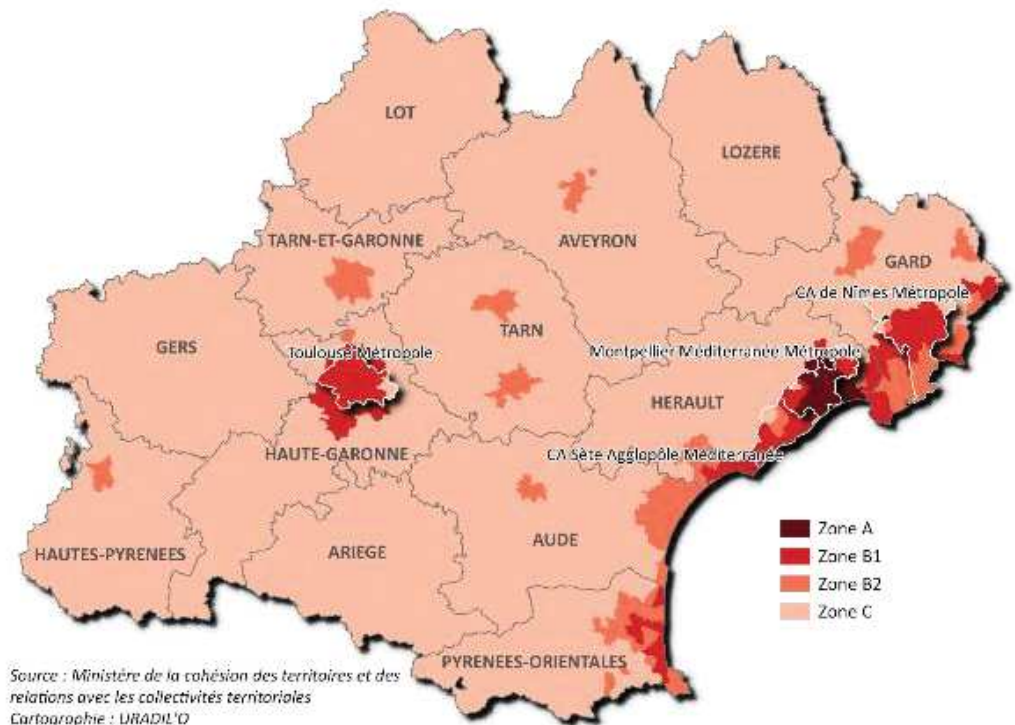 LOT
LOZERE
TARN-ET-GARONNE
AVEYRON
GARD
CA de Nîmes Métropole
GERS
TARN
Toulouse Métropole
Montpellier Méditerranée Métropole
HERAULT
HAUTE-GARONNE
CA Sète Agglopôle Méditerranée
HAUTES-PYRENEES
ARIEGE
AUDE
PYRENEES-ORIENTALES
Zone A
Zone B1
Zone B2
Zone C
Source : Ministère de la cohésion des territoires et des
relations avec les collectivités territoriales
Cartographie : URADIL'O